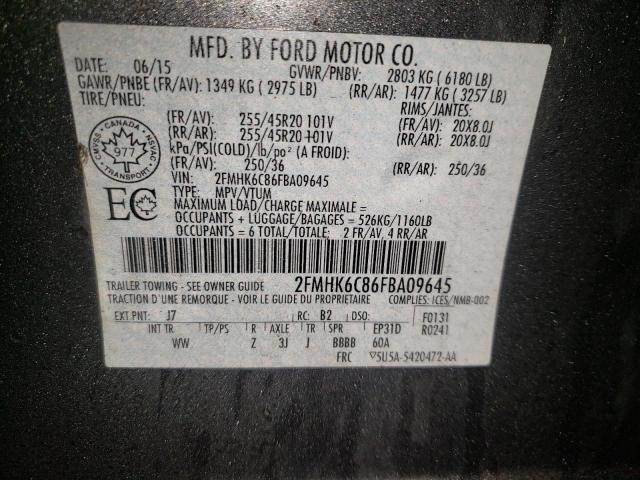 MFD. BY FORD MOTOR CO.
DATE: 06/15 GVWR/PNBV: 2803 KG ( 6180 LB)
GAWR/PNBE (FR/AV): 1349 KG ( 2975 LB) (RR/AR): 1477 KG ( 3257 LB)
TIRE/PNEU: RIMS/JANTES:
(FR/AV): 255/45R20 101V (FR/AV): 20X8.0J
(RR/AR): 255/45R20 101V (RR/AR): 20X8.0J
kPa/PSI(COLD)/lb/po² (A FROID):
(FR/AV): 250/36 (RR/AR): 250/36
VIN: 2FMHK6C86FBA09645
TYPE: MPV/VTUM
MAXIMUM LOAD/CHARGE MAXIMALE =
OCCUPANTS + LUGGAGE/BAGAGES = 526KG/1160LB
OCCUPANTS = 6 TOTAL/TOTALE: 2 FR/AV, 4 RR/AR
CANADA
CMVSS NSVAC
977
TRANSPORT
EC
2FMHK6C86FBA09645
TRAILER TOWING - SEE OWNER GUIDE
TRACTION D'UNE REMORQUE - VOIR GUIDE DU PROPRIETAIRE COMPLIES: ICES/NMB-002
EXT PNT: J7 RC: B2 DSO: F0131
INT TR TP/PS R AXLE TR SPR EP31D R0241
WW Z 3J J BBBB 60A
FRC 5U5A-5420472-AA